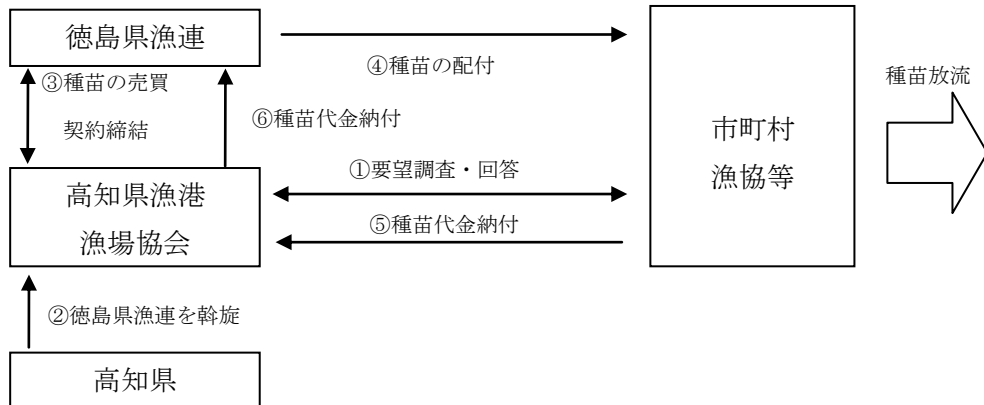 徳島県漁連
④種苗の配付
③種苗の売買
契約締結
⑥種苗代金納付
種苗放流
市町村
漁協等
①要望調査・回答
高知県漁港
漁場協会
⑤種苗代金納付
②徳島県漁連を斡旋
高知県